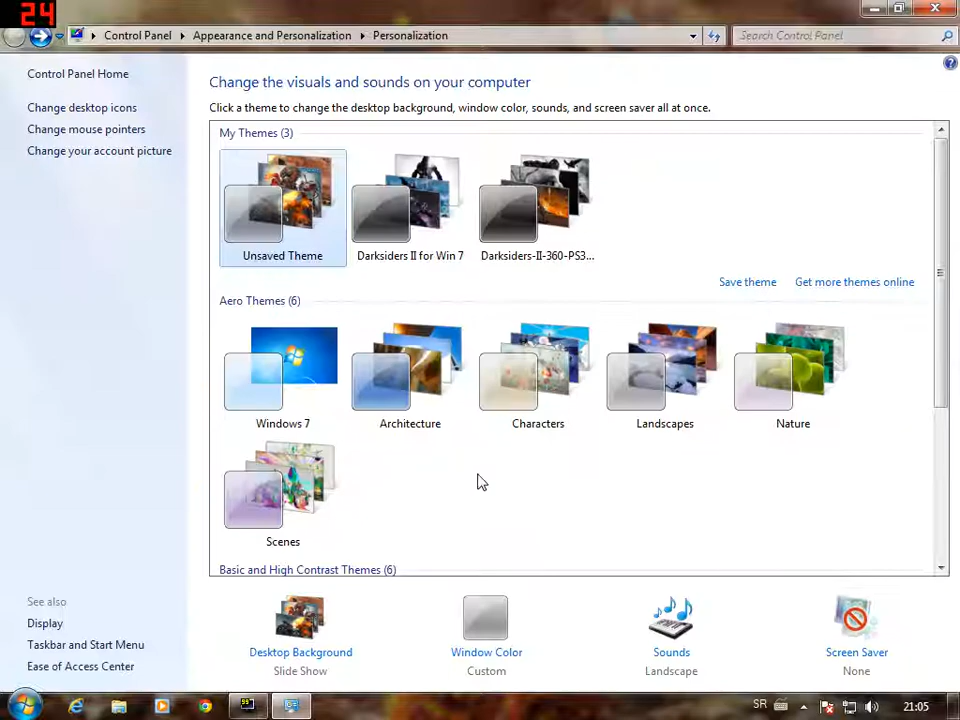 24
Control Panel Appearance and Personalization Personalization
Search Control Panel
Control Panel Home
Change desktop icons
Change mouse pointers
Change your account picture
Change the visuals and sounds on your computer
Click a theme to change the desktop background, window color, sounds, and screen saver all at once.
My Themes (3)
Unsaved Theme
Darksiders II for Win 7
Darksiders-II-360-PS3...
Save theme
Get more themes online
Aero Themes (6)
Windows 7
Architecture
Characters
Landscapes
Nature
Scenes
Basic and High Contrast Themes (6)
See also
Display
Taskbar and Start Menu
Ease of Access Center
Desktop Background
Slide Show
Window Color
Custom
Sounds
Landscape
Screen Saver
None
99
SR
21:05